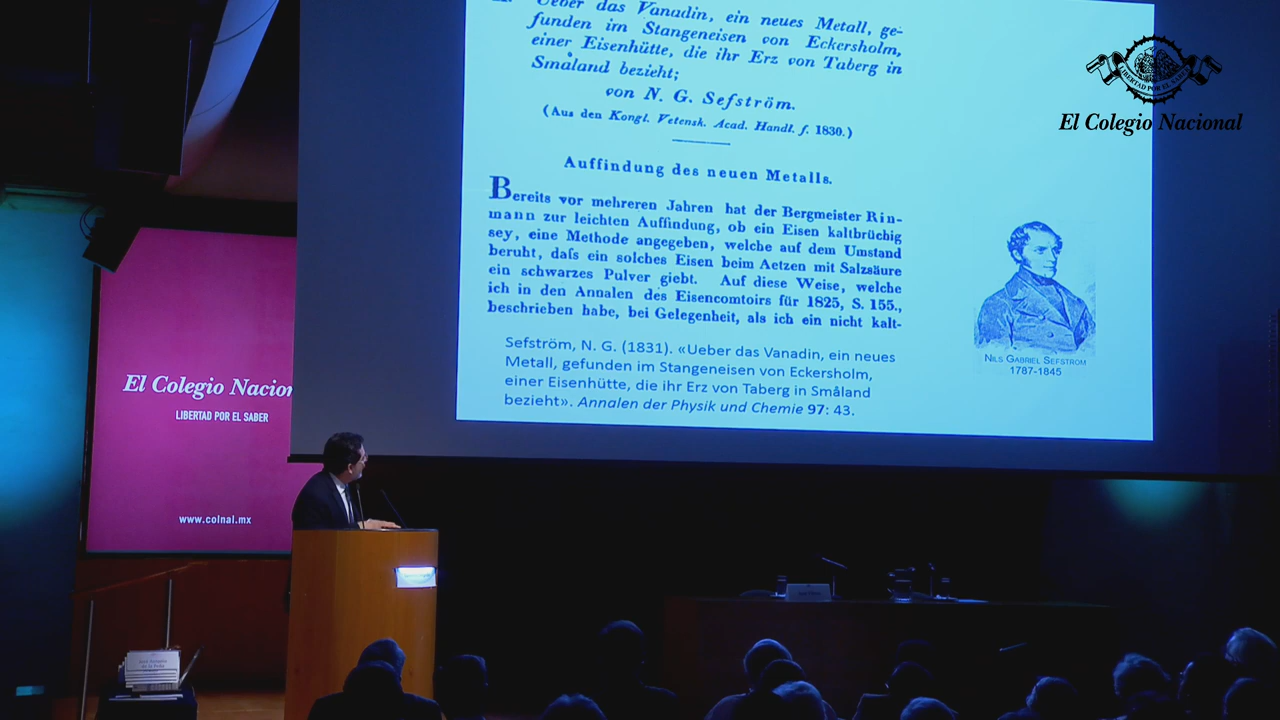 Ueber das Vanadin, ein neues Metall, ge-
funden im Stangeneisen von Eckersholm,
einer Eisenhütte, die ihr Erz von Taberg in
Småland bezieht;
von N. G. Sefström.
(Aus den Kongl. Vetensk. Acad. Handl. f. 1830.)
Auffindung des neuen Metalls.
Bereits vor mehreren Jahren hat der Bergmeister Rin-
mann zur leichten Auffindung, ob ein Eisen kaltbrüchig
sey, eine Methode angegeben, welche auf dem Umstand
beruht, daſs ein solches Eisen beim Aetzen mit Salzsäure
ein schwarzes Pulver giebt. Auf diese Weise, welche
ich in den Annalen des Eisencomtoirs für 1825, S. 155.,
beschrieben habe, bei Gelegenheit, als ich ein nicht kalt-
Sefström, N. G. (1831). «Ueber das Vanadin, ein neues
Metall, gefunden im Stangeneisen von Eckersholm,
einer Eisenhütte, die ihr Erz von Taberg in Småland
bezieht». Annalen der Physik und Chemie 97: 43.
NILS GABRIEL SEFSTROM
1787-1845
LIBERTAD POR EL SABER
El Colegio Nacional
El Colegio Nacion
LIBERTAD POR EL SABER
www.colnal.mx